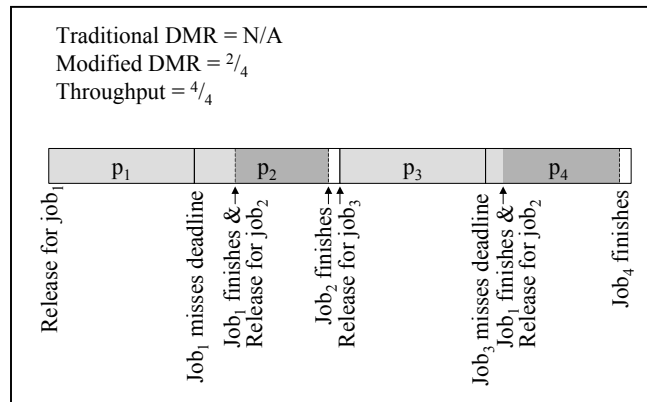 Traditional DMR = N/A
Modified DMR = 2/4
Throughput = 4/4
p1
p2
p3
p4
Release for job1
Job1 misses deadline
Job1 finishes &
Release for job2
Job2 finishes
Release for job3
Job3 misses deadline
Job1 finishes &
Release for job2
Job4 finishes